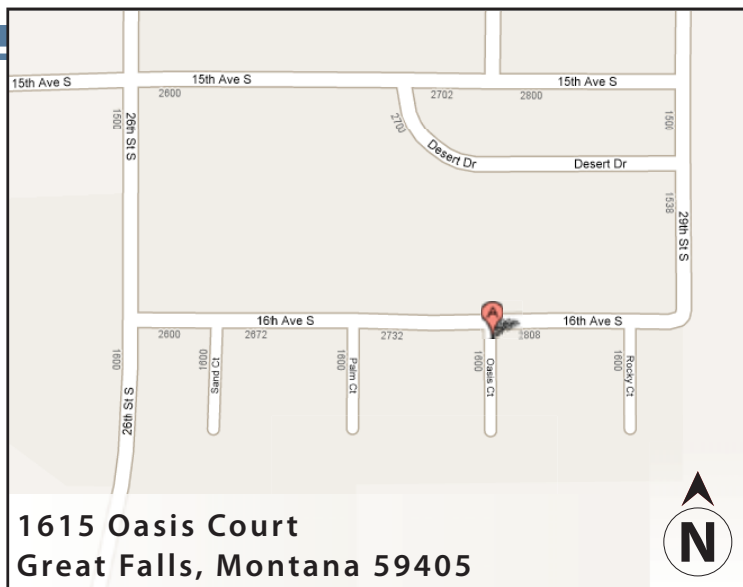 15th Ave S
15th Ave S
15th Ave S
2600
2702
2800
1500
26th St S
2700
1500
Desert Dr
Desert Dr
1538
29th St S
16th Ave S
A
16th Ave S
2600
2672
2732
2808
1600
1600
Sand Ct
1600
Palm Ct
1600
Oasis Ct
1600
Rocky Ct
26th St S
1615 Oasis Court
Great Falls, Montana 59405
N